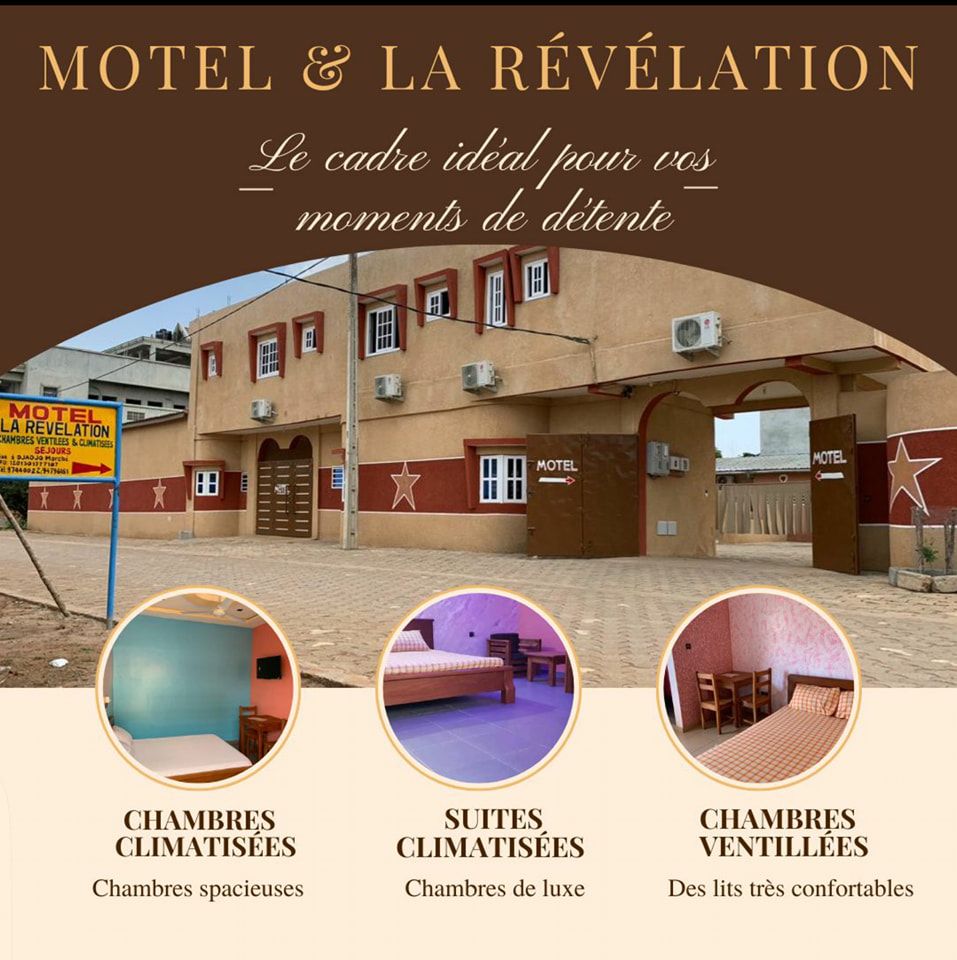 MOTEL & LA RÉVÉLATION
Le cadre idéal pour vos
moments de détente
MOTEL
LA REVELATION
CHAMBRES VENTILEES & CLIMATISEES
SEJOURS
MOTEL
MOTEL
CHAMBRES
CLIMATISÉES
Chambres spacieuses
SUITES
CLIMATISÉES
Chambres de luxe
CHAMBRES
VENTILLÉES
Des lits très confortables